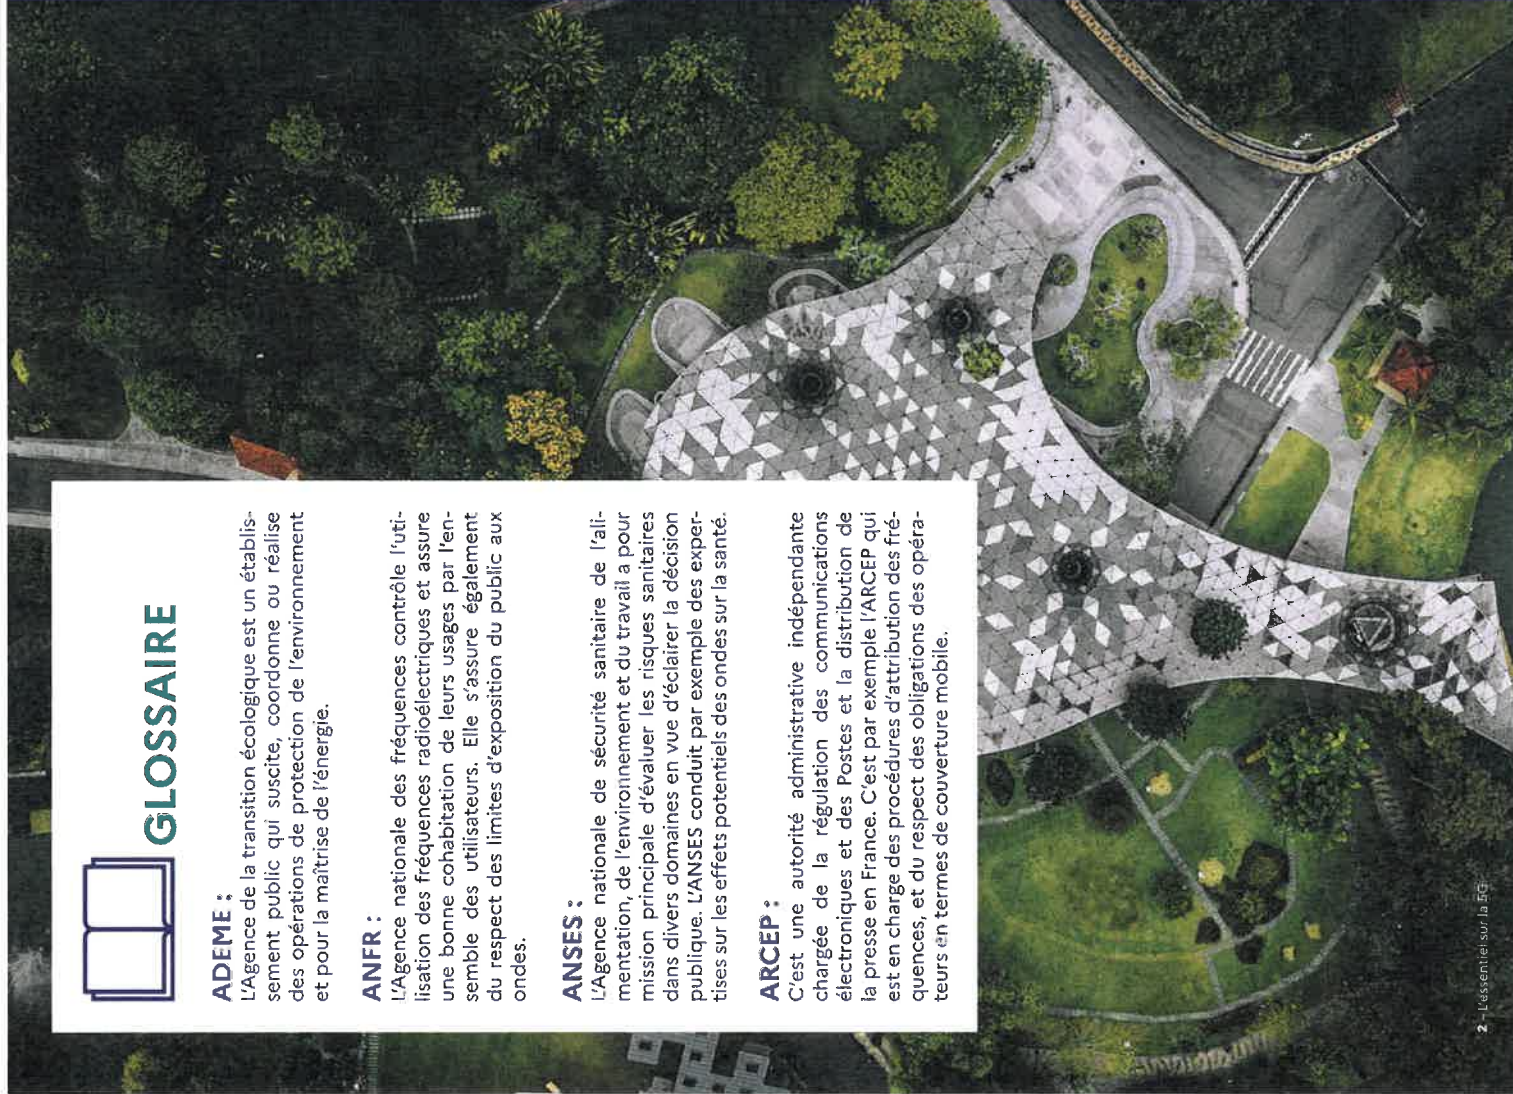 GLOSSAIRE
ADEME :
L'Agence de la transition écologique est un établis-
sement public qui suscite, coordonne ou réalise
des opérations de protection de l'environnement
et pour la maîtrise de l'énergie.
ANFR :
L'Agence nationale des fréquences contrôle l'uti-
lisation des fréquences radioélectriques et assure
une bonne cohabitation de leurs usages par l'en-
semble des utilisateurs. Elle s'assure également
du respect des limites d'exposition du public aux
ondes.
ANSES :
L'Agence nationale de sécurité sanitaire de l'ali-
mentation, de l'environnement et du travail a pour
mission principale d'évaluer les risques sanitaires
dans divers domaines en vue d'éclairer la décision
publique. L'ANSES conduit par exemple des exper-
tises sur les effets potentiels des ondes sur la santé.
ARCEP :
C'est une autorité administrative indépendante
chargée de la régulation des communications
électroniques et des Postes et la distribution de
la presse en France. C'est par exemple l'ARCEP qui
est en charge des procédures d'attribution des fré-
quences, et du respect des obligations des opéra-
teurs en termes de couverture mobile.
2 - L'essentiel sur la 5G